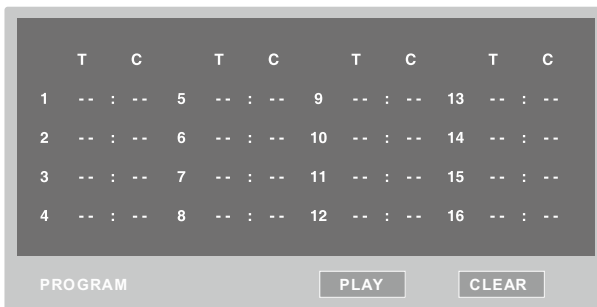 T C T C T C T C
1 -- : -- 5 -- : -- 9 -- : -- 13 -- : --
2 -- : -- 6 -- : -- 10 -- : -- 14 -- : --
3 -- : -- 7 -- : -- 11 -- : -- 15 -- : --
4 -- : -- 8 -- : -- 12 -- : -- 16 -- : --
PROGRAM PLAY CLEAR